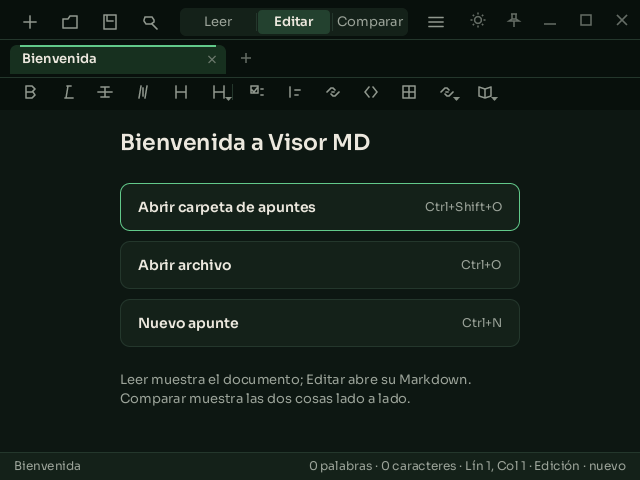 Leer Editar Comparar
Bienvenida
Bienvenida a Visor MD
Abrir carpeta de apuntes Ctrl+Shift+O
Abrir archivo Ctrl+O
Nuevo apunte Ctrl+N
Leer muestra el documento; Editar abre su Markdown.
Comparar muestra las dos cosas lado a lado.
Bienvenida 0 palabras · 0 caracteres · Lín 1, Col 1 · Edición · nuevo